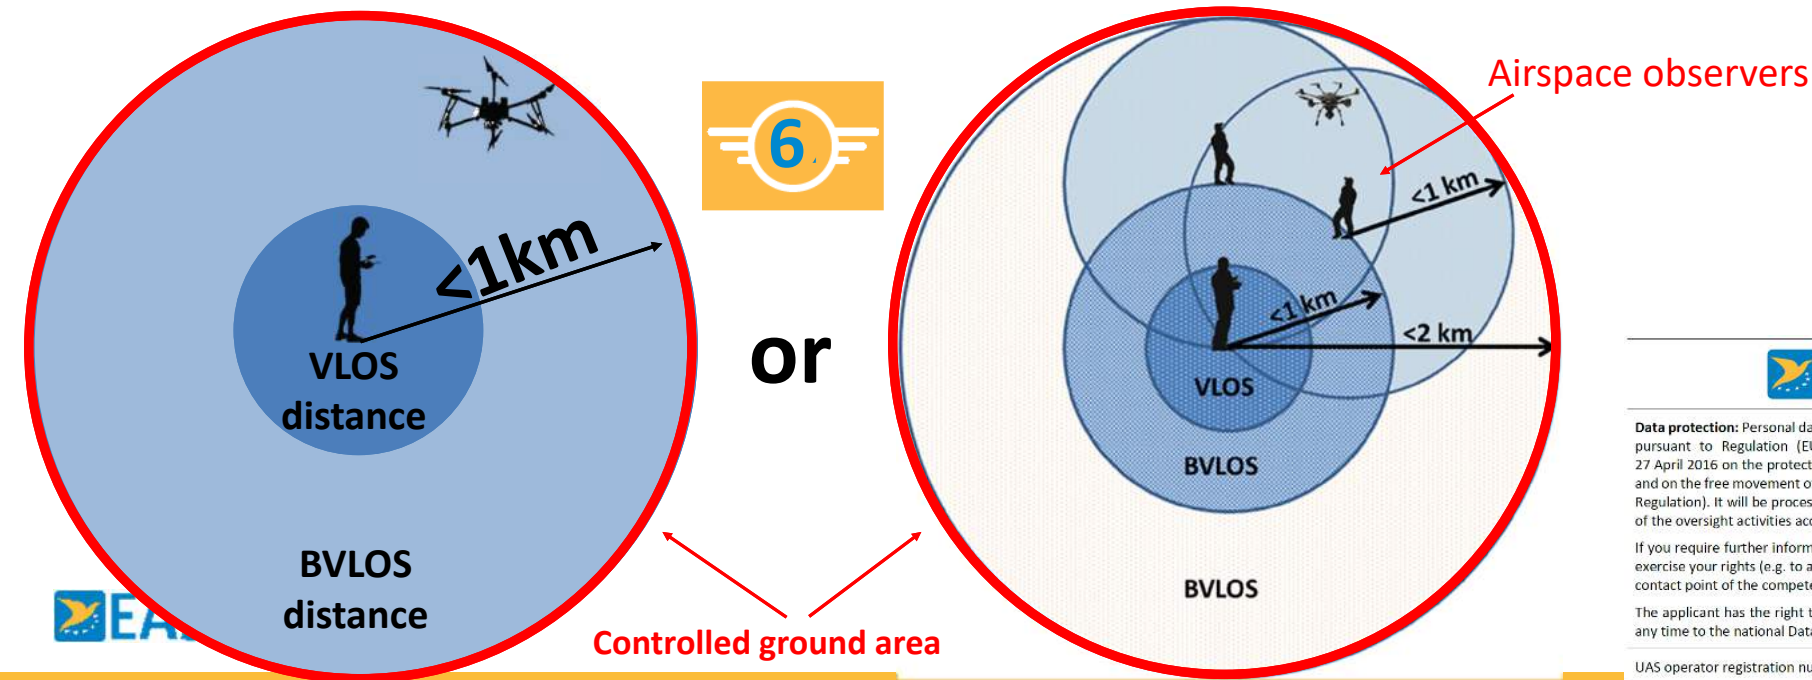 <1km
VLOS
distance
BVLOS
distance
6
or
Airspace observers
<1 km
<1 km
<2 km
VLOS
BVLOS
BVLOS
Controlled ground area
Data protection: Personal da
pursuant to Regulation (EU
27 April 2016 on the protect
and on the free movement o
Regulation). It will be proces
of the oversight activities acc
If you require further inform
exercise your rights (e.g. to a
contact point of the compete
The applicant has the right t
any time to the national Data
UAS operator registration nu